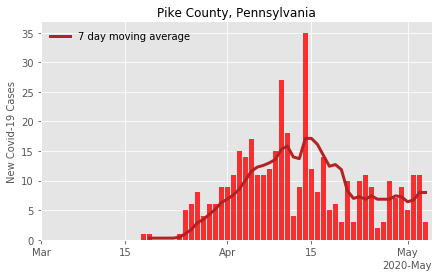 Pike County, Pennsylvania
7 day moving average
New Covid-19 Cases
35
30
25
20
15
10
5
0
Mar
15
Apr
15
May
2020-May